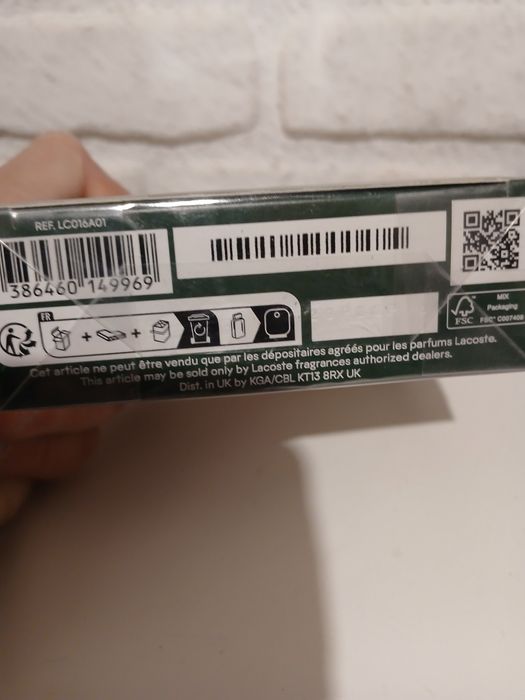 REF. LC016A01
386460 149969
FR
MIX
Packaging
FSC
FSC® C007406
Cet article ne peut être vendu que par les dépositaires agréés pour les parfums Lacoste.
This article may be sold only by Lacoste fragrances authorized dealers.
Dist. in UK by KGA/CBL KT13 8RX UK